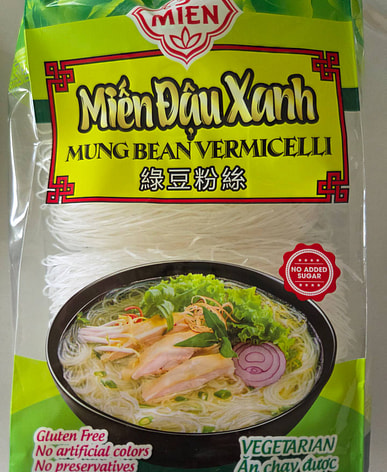 MIEN
Miến Đậu Xanh
MUNG BEAN VERMICELLI
綠豆粉絲
NO ADDED
SUGAR
Gluten Free
No artificial colors
No preservatives
VEGETARIAN
Ăn chay được